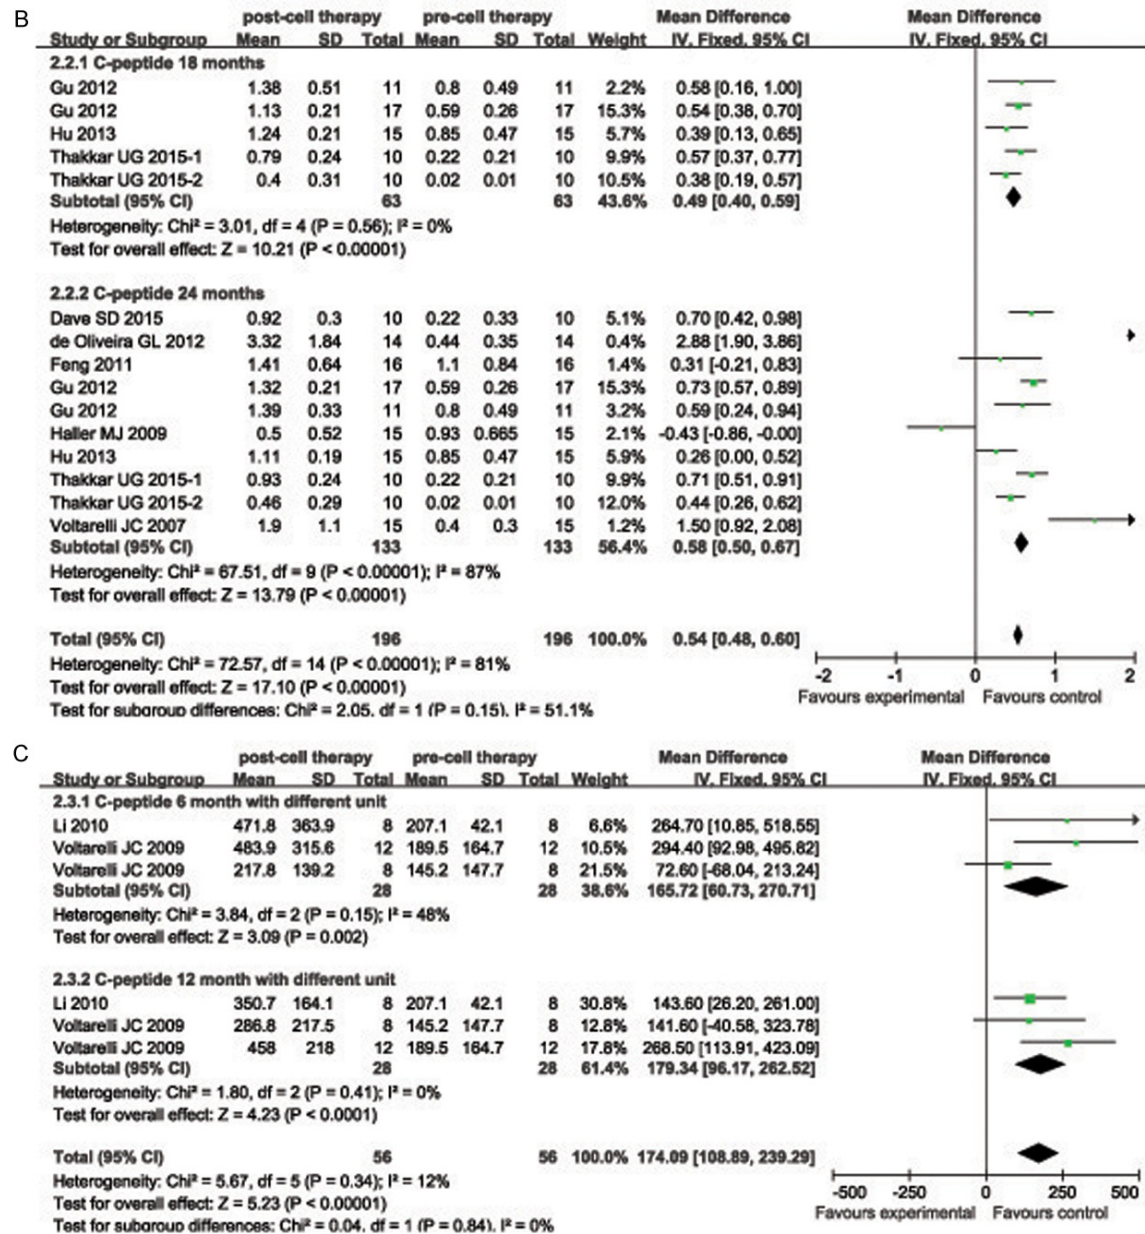 B
post-cell therapy pre-cell therapy Mean Difference Mean Difference
Study or Subgroup Mean SD Total Mean SD Total Weight IV, Fixed, 95% CI IV, Fixed, 95% CI
2.2.1 C-peptide 18 months
Gu 2012 1.38 0.51 11 0.8 0.49 11 2.2% 0.58 [0.16, 1.00]
Gu 2012 1.13 0.21 17 0.59 0.26 17 15.3% 0.54 [0.38, 0.70]
Hu 2013 1.24 0.21 15 0.85 0.47 15 5.7% 0.39 [0.13, 0.65]
Thakkar UG 2015-1 0.79 0.24 10 0.22 0.21 10 9.9% 0.57 [0.37, 0.77]
Thakkar UG 2015-2 0.4 0.31 10 0.02 0.01 10 10.5% 0.38 [0.19, 0.57]
Subtotal (95% CI) 63 63 43.6% 0.49 [0.40, 0.59]
Heterogeneity: Chi² = 3.01, df = 4 (P = 0.56); I² = 0%
Test for overall effect: Z = 10.21 (P < 0.00001)
2.2.2 C-peptide 24 months
Dave SD 2015 0.92 0.3 10 0.22 0.33 10 5.1% 0.70 [0.42, 0.98]
de Oliveira GL 2012 3.32 1.84 14 0.44 0.35 14 0.4% 2.88 [1.90, 3.86]
Feng 2011 1.41 0.64 16 1.1 0.84 16 1.4% 0.31 [-0.21, 0.83]
Gu 2012 1.32 0.21 17 0.59 0.26 17 15.3% 0.73 [0.57, 0.89]
Gu 2012 1.39 0.33 11 0.8 0.49 11 3.2% 0.59 [0.24, 0.94]
Haller MJ 2009 0.5 0.52 15 0.93 0.665 15 2.1% -0.43 [-0.86, -0.00]
Hu 2013 1.11 0.19 15 0.85 0.47 15 5.9% 0.26 [0.00, 0.52]
Thakkar UG 2015-1 0.93 0.24 10 0.22 0.21 10 9.9% 0.71 [0.51, 0.91]
Thakkar UG 2015-2 0.46 0.29 10 0.02 0.01 10 12.0% 0.44 [0.26, 0.62]
Voltarelli JC 2007 1.9 1.1 15 0.4 0.3 15 1.2% 1.50 [0.92, 2.08]
Subtotal (95% CI) 133 133 56.4% 0.58 [0.50, 0.67]
Heterogeneity: Chi² = 67.51, df = 9 (P < 0.00001); I² = 87%
Test for overall effect: Z = 13.79 (P < 0.00001)
Total (95% CI) 196 196 100.0% 0.54 [0.48, 0.60]
Heterogeneity: Chi² = 72.57, df = 14 (P < 0.00001); I² = 81%
Test for overall effect: Z = 17.10 (P < 0.00001)
Test for subgroup differences: Chi² = 2.05, df = 1 (P = 0.15), I² = 51.1%
-2 -1 0 1 2
Favours experimental Favours control
C
post-cell therapy pre-cell therapy Mean Difference Mean Difference
Study or Subgroup Mean SD Total Mean SD Total Weight IV, Fixed, 95% CI IV, Fixed, 95% CI
2.3.1 C-peptide 6 month with different unit
Li 2010 471.8 363.9 8 207.1 42.1 8 6.6% 264.70 [10.85, 518.55]
Voltarelli JC 2009 483.9 315.6 12 189.5 164.7 12 10.5% 294.40 [92.98, 495.82]
Voltarelli JC 2009 217.8 139.2 8 145.2 147.7 8 21.5% 72.60 [-68.04, 213.24]
Subtotal (95% CI) 28 28 38.6% 165.72 [60.73, 270.71]
Heterogeneity: Chi² = 3.84, df = 2 (P = 0.15); I² = 48%
Test for overall effect: Z = 3.09 (P = 0.002)
2.3.2 C-peptide 12 month with different unit
Li 2010 350.7 164.1 8 207.1 42.1 8 30.8% 143.60 [26.20, 261.00]
Voltarelli JC 2009 286.8 217.5 8 145.2 147.7 8 12.8% 141.60 [-40.58, 323.78]
Voltarelli JC 2009 458 218 12 189.5 164.7 12 17.8% 268.50 [113.91, 423.09]
Subtotal (95% CI) 28 28 61.4% 179.34 [96.17, 262.52]
Heterogeneity: Chi² = 1.80, df = 2 (P = 0.41); I² = 0%
Test for overall effect: Z = 4.23 (P < 0.0001)
Total (95% CI) 56 56 100.0% 174.09 [108.89, 239.29]
Heterogeneity: Chi² = 5.67, df = 5 (P = 0.34); I² = 12%
Test for overall effect: Z = 5.23 (P < 0.00001)
Test for subgroup differences: Chi² = 0.04, df = 1 (P = 0.84), I² = 0%
-500 -250 0 250 500
Favours experimental Favours control